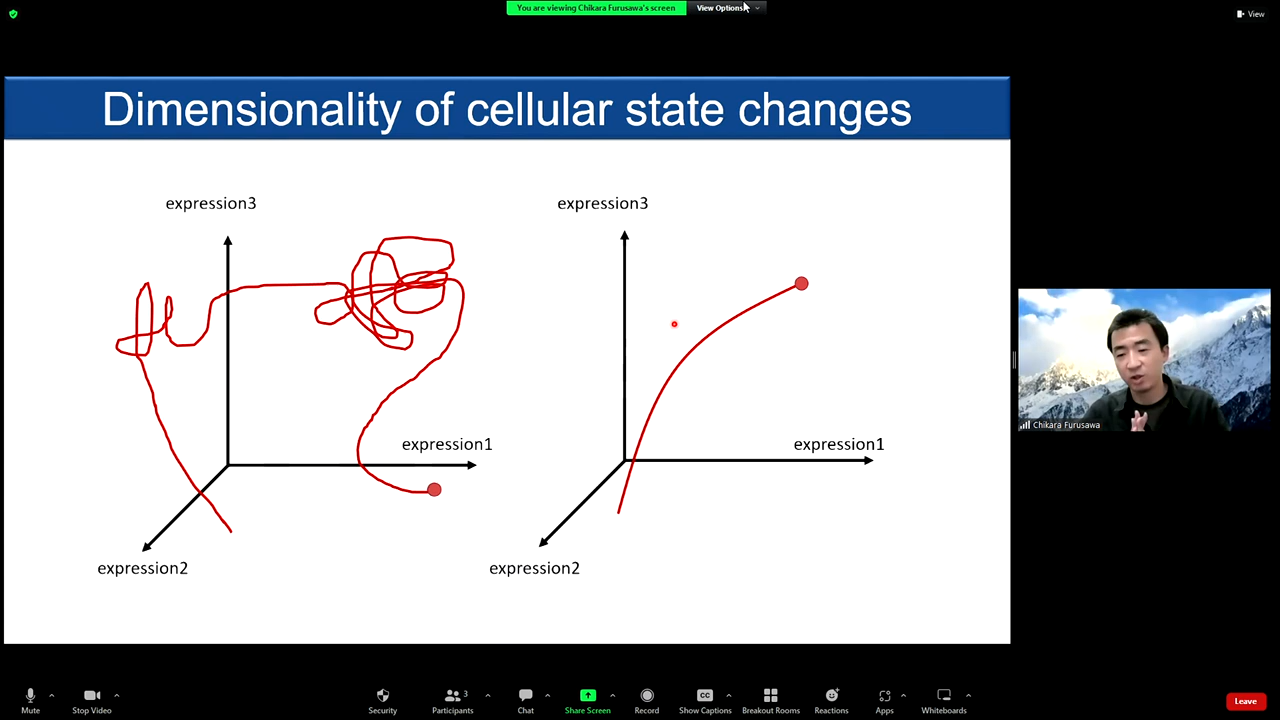 You are viewing Chikara Furusawa's screen
View Options
View
Dimensionality of cellular state changes
expression3
expression3
expression1
expression1
expression2
expression2
Chikara Furusawa
Mute
Stop Video
Security
3
Participants
Chat
Share Screen
Record
CC
Show Captions
Breakout Rooms
Reactions
Apps
Whiteboards
Leave